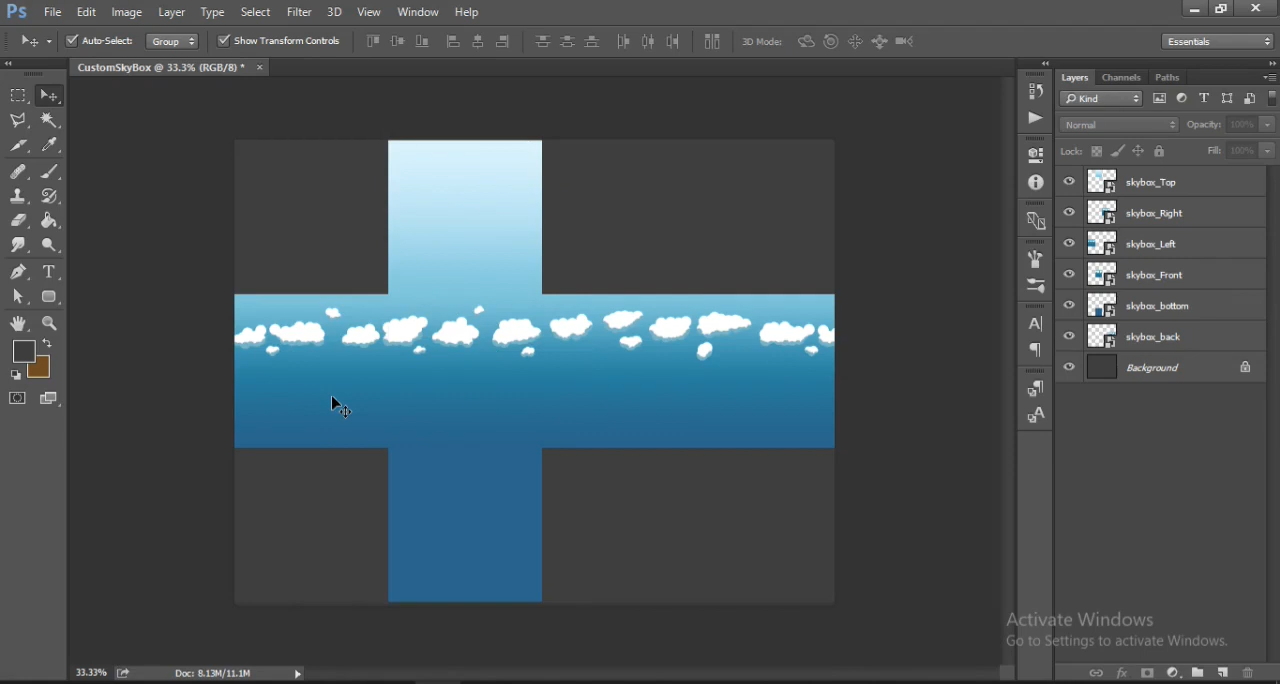 Ps File Edit Image Layer Type Select Filter 3D View Window Help
Auto-Select: Group Show Transform Controls 3D Mode: Essentials
CustomSkyBox @ 33.3% (RGB/8) * ×
Layers Channels Paths
Kind
Normal Opacity: 100%
Lock: Fill: 100%
skybox_Top
skybox_Right
skybox_Left
skybox_Front
skybox_bottom
skybox_back
Background
Activate Windows
Go to Settings to activate Windows.
33.33% Doc: 8.13M/11.1M